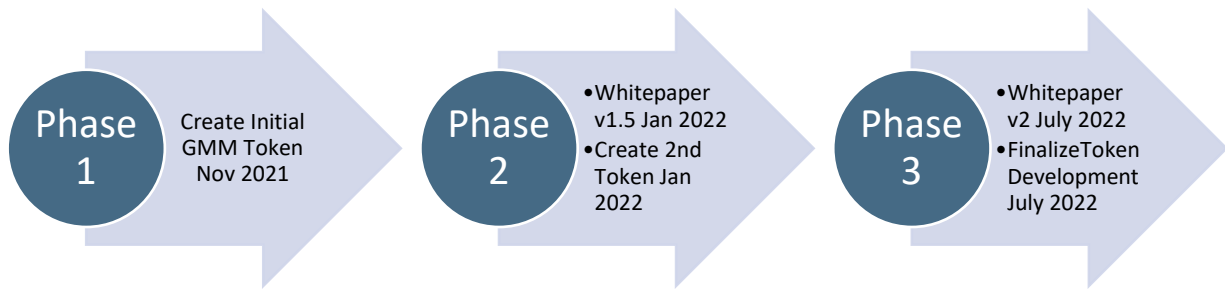 Phase
1
Create Initial
GMM Token
Nov 2021
Phase
2
•Whitepaper
v1.5 Jan 2022
•Create 2nd
Token Jan
2022
Phase
3
•Whitepaper
v2 July 2022
•FinalizeToken
Development
July 2022